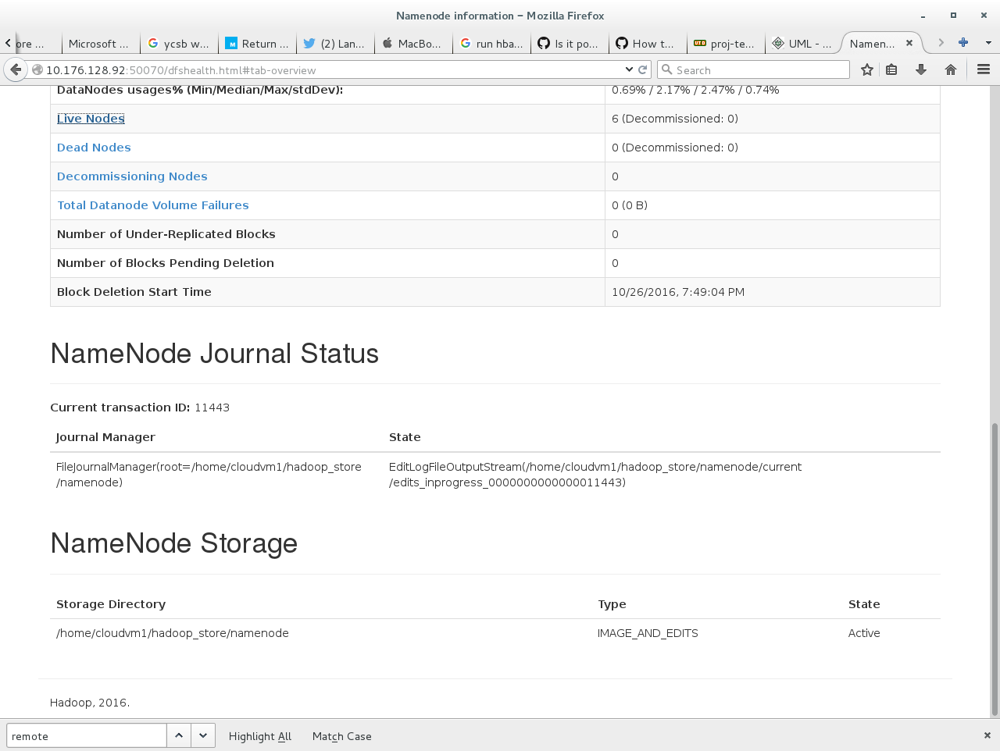 Namenode information – Mozilla Firefox
ore ...
Microsoft ...
ycsb w...
Return ...
(2) Lan...
MacBo...
run hba...
Is it po...
How t...
proj-te...
UML - ...
Namen...
10.176.128.92:50070/dfshealth.html#tab-overview
Search
DataNodes usages% (Min/Median/Max/stdDev): 0.69% / 2.17% / 2.47% / 0.74%
Live Nodes 6 (Decommissioned: 0)
Dead Nodes 0 (Decommissioned: 0)
Decommissioning Nodes 0
Total Datanode Volume Failures 0 (0 B)
Number of Under-Replicated Blocks 0
Number of Blocks Pending Deletion 0
Block Deletion Start Time 10/26/2016, 7:49:04 PM
NameNode Journal Status
Current transaction ID: 11443
Journal Manager State
FileJournalManager(root=/home/cloudvm1/hadoop_store
/namenode)
EditLogFileOutputStream(/home/cloudvm1/hadoop_store/namenode/current
/edits_inprogress_0000000000000011443)
NameNode Storage
Storage Directory Type State
/home/cloudvm1/hadoop_store/namenode IMAGE_AND_EDITS Active
Hadoop, 2016.
remote
Highlight All
Match Case